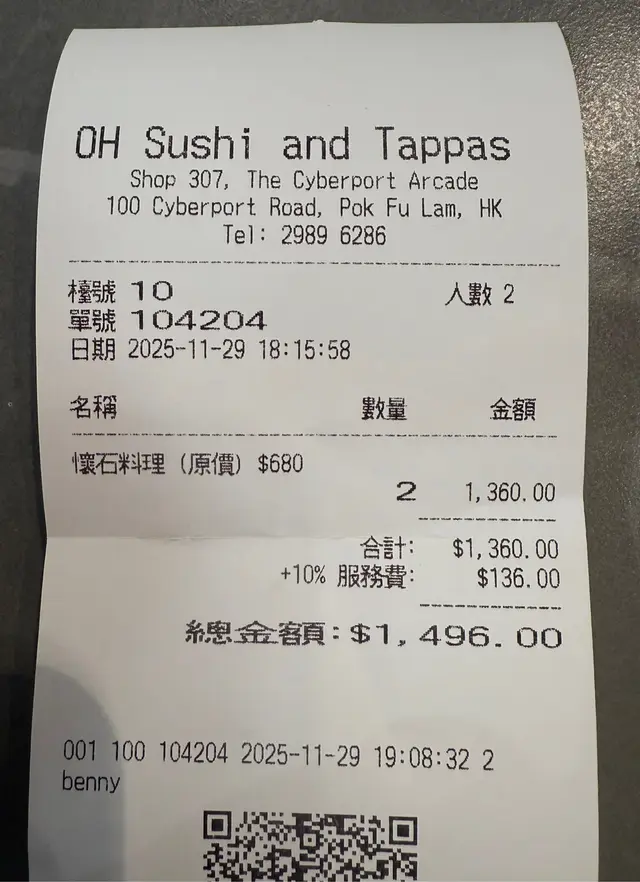 OH Sushi and Tappas
Shop 307, The Cyberport Arcade
100 Cyberport Road, Pok Fu Lam, HK
Tel: 2989 6286
檯號 10 人數 2
單號 104204
日期 2025-11-29 18:15:58
名稱 數量 金額
懷石料理 (原價) $680
2 1,360.00
合計: $1,360.00
+10% 服務費: $136.00
總金額: $1,496.00
001 100 104204 2025-11-29 19:08:32 2
benny